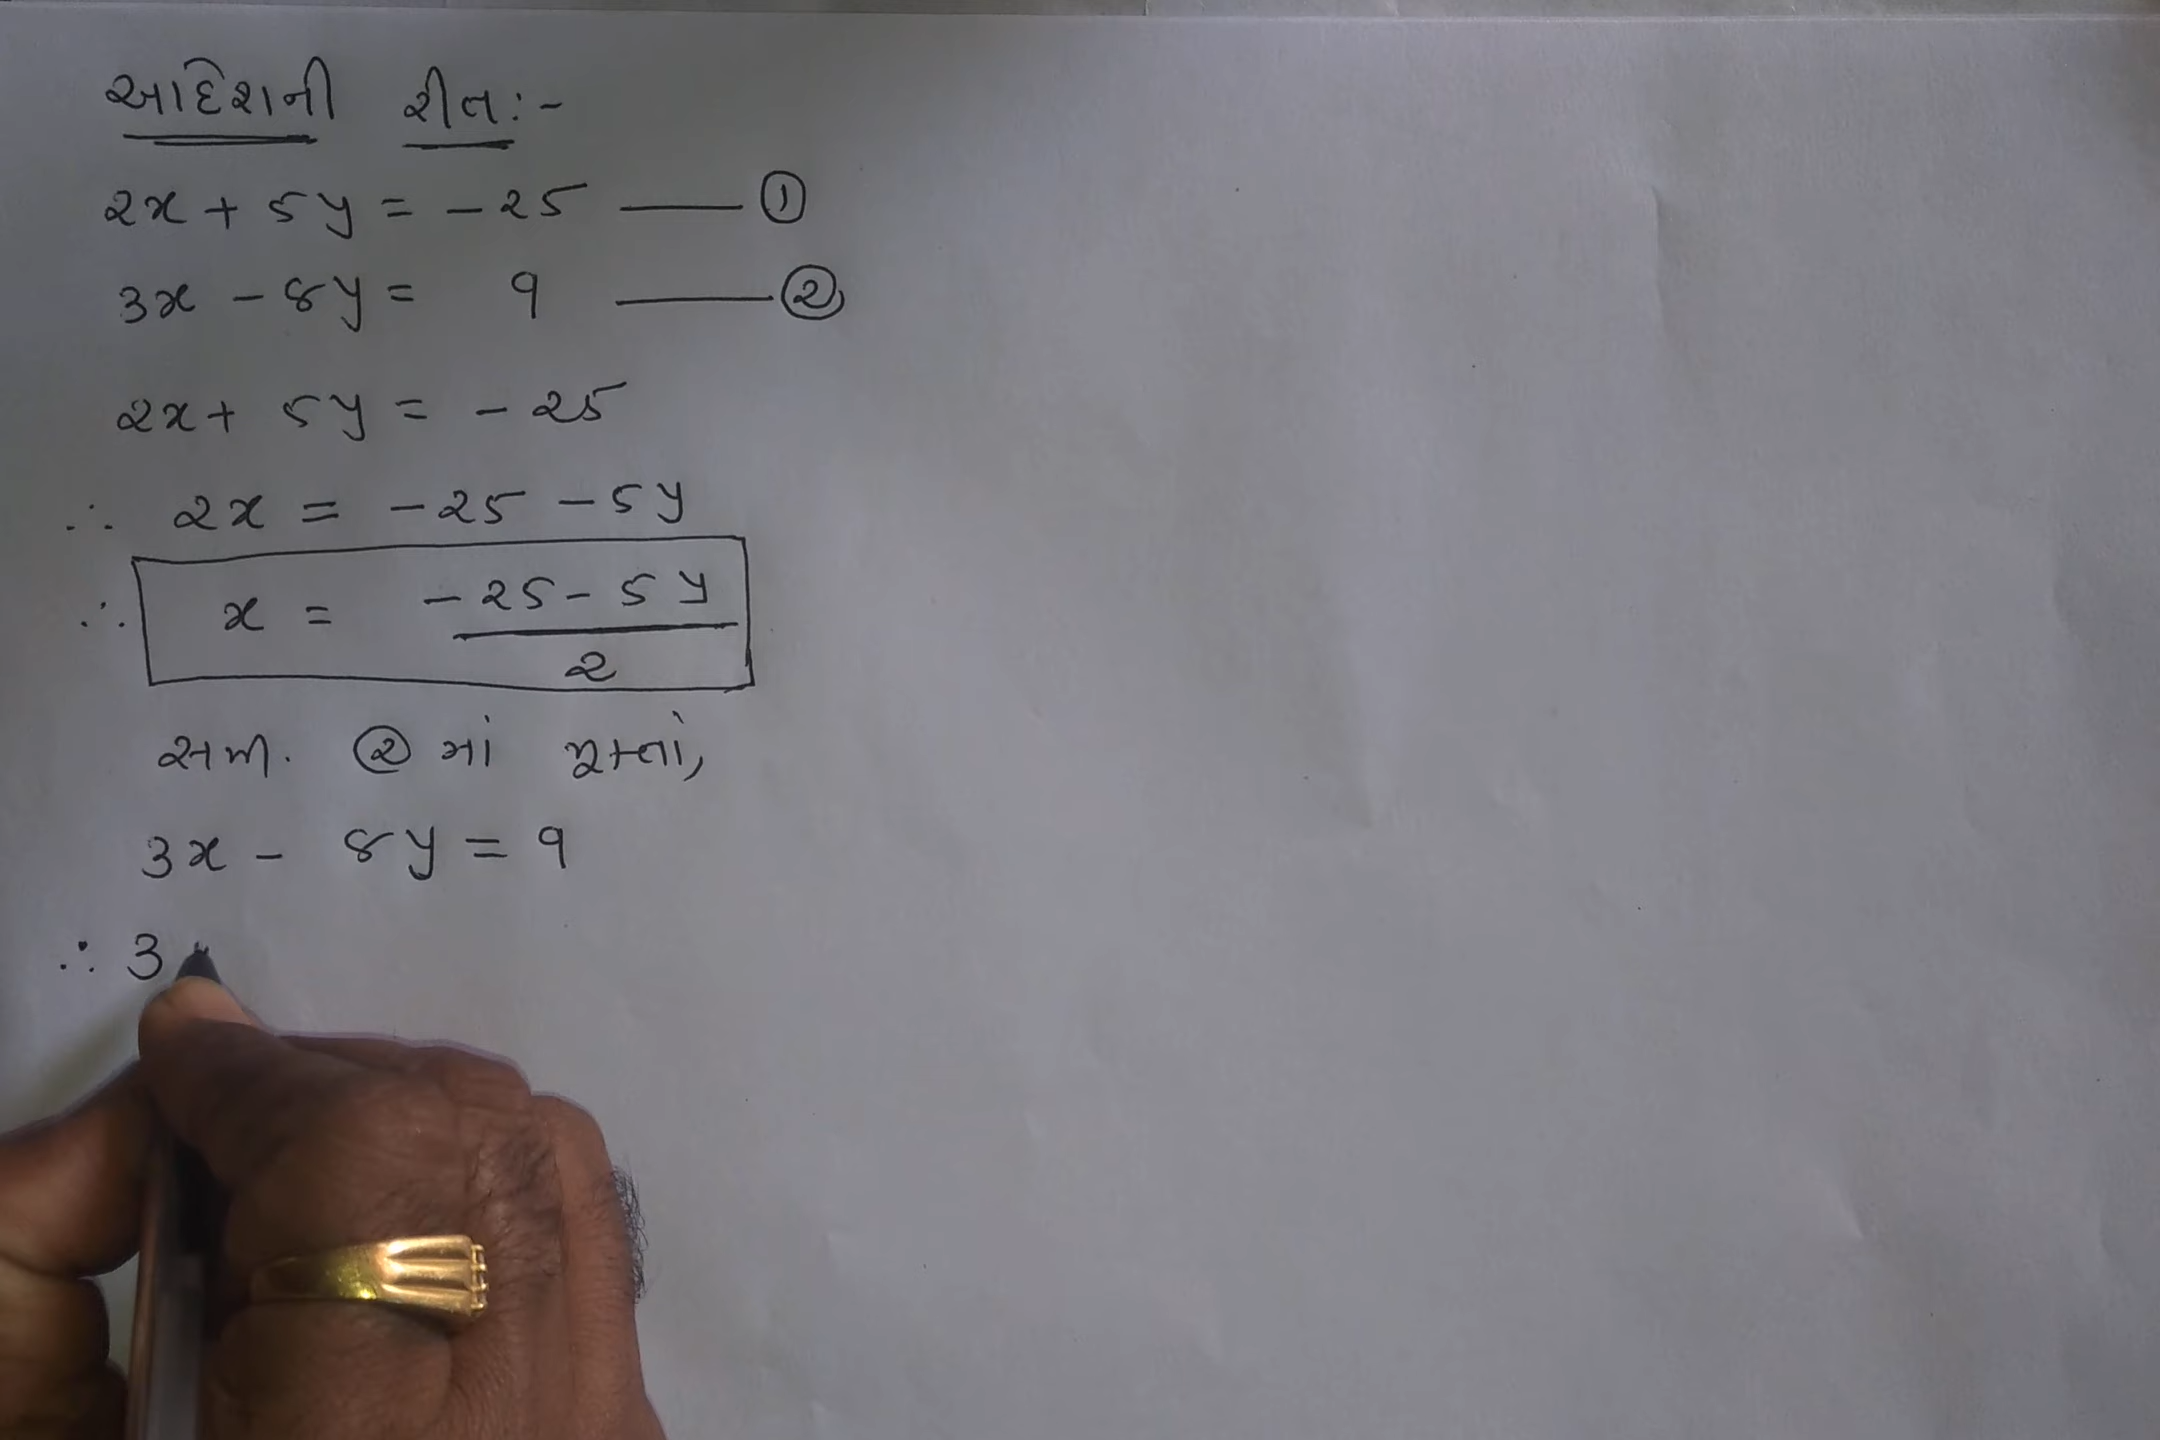 આદેશની રીત:-
2x + 5y = -25 —— ①
3x - 8y = 9 —— ②
2x + 5y = - 25
∴ 2x = -25 - 5y
∴ x = (-25 - 5y)/2
સમી. ② માં મૂકતાં,
3x - 8y = 9
∴ 3